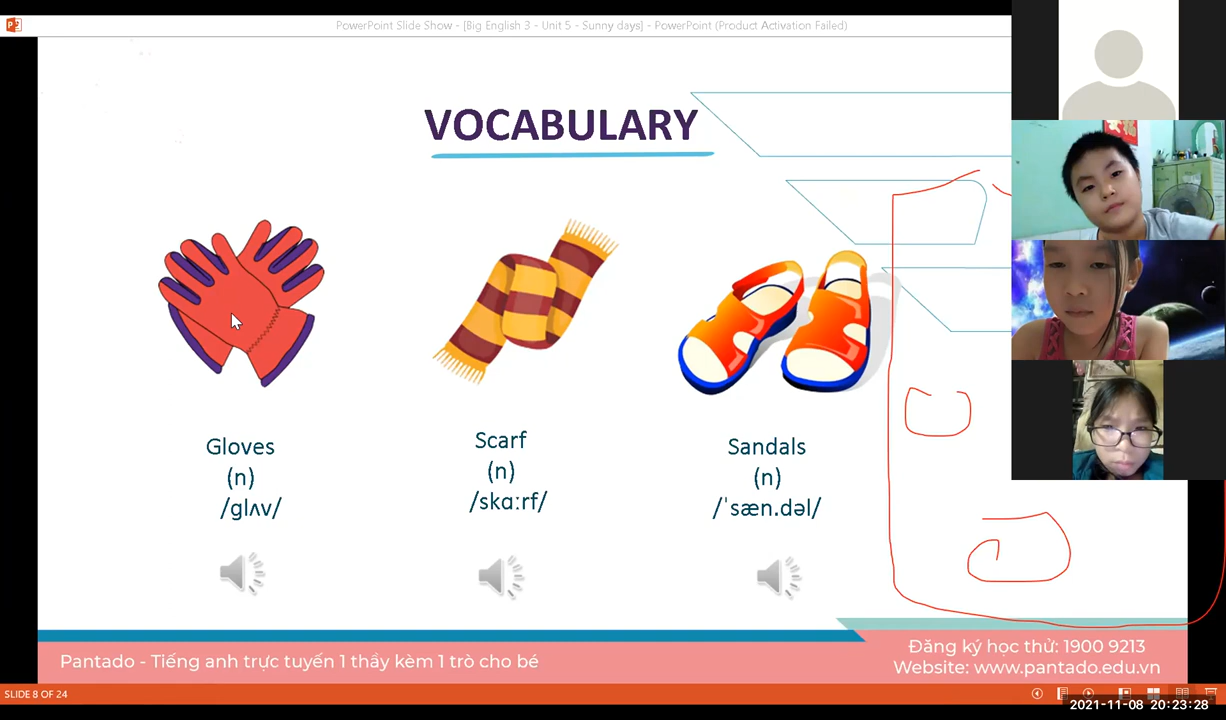 PowerPoint Slide Show - [Big English 3 - Unit 5 - Sunny days] - PowerPoint (Product Activation Failed)
VOCABULARY
Gloves
(n)
/glʌv/
Scarf
(n)
/skɑːrf/
Sandals
(n)
/ˈsæn.dəl/
Pantado - Tiếng anh trực tuyến 1 thầy kèm 1 trò cho bé
Đăng ký học thử: 1900 9213
Website: www.pantado.edu.vn
SLIDE 8 OF 24
2021-11-08 20:23:28